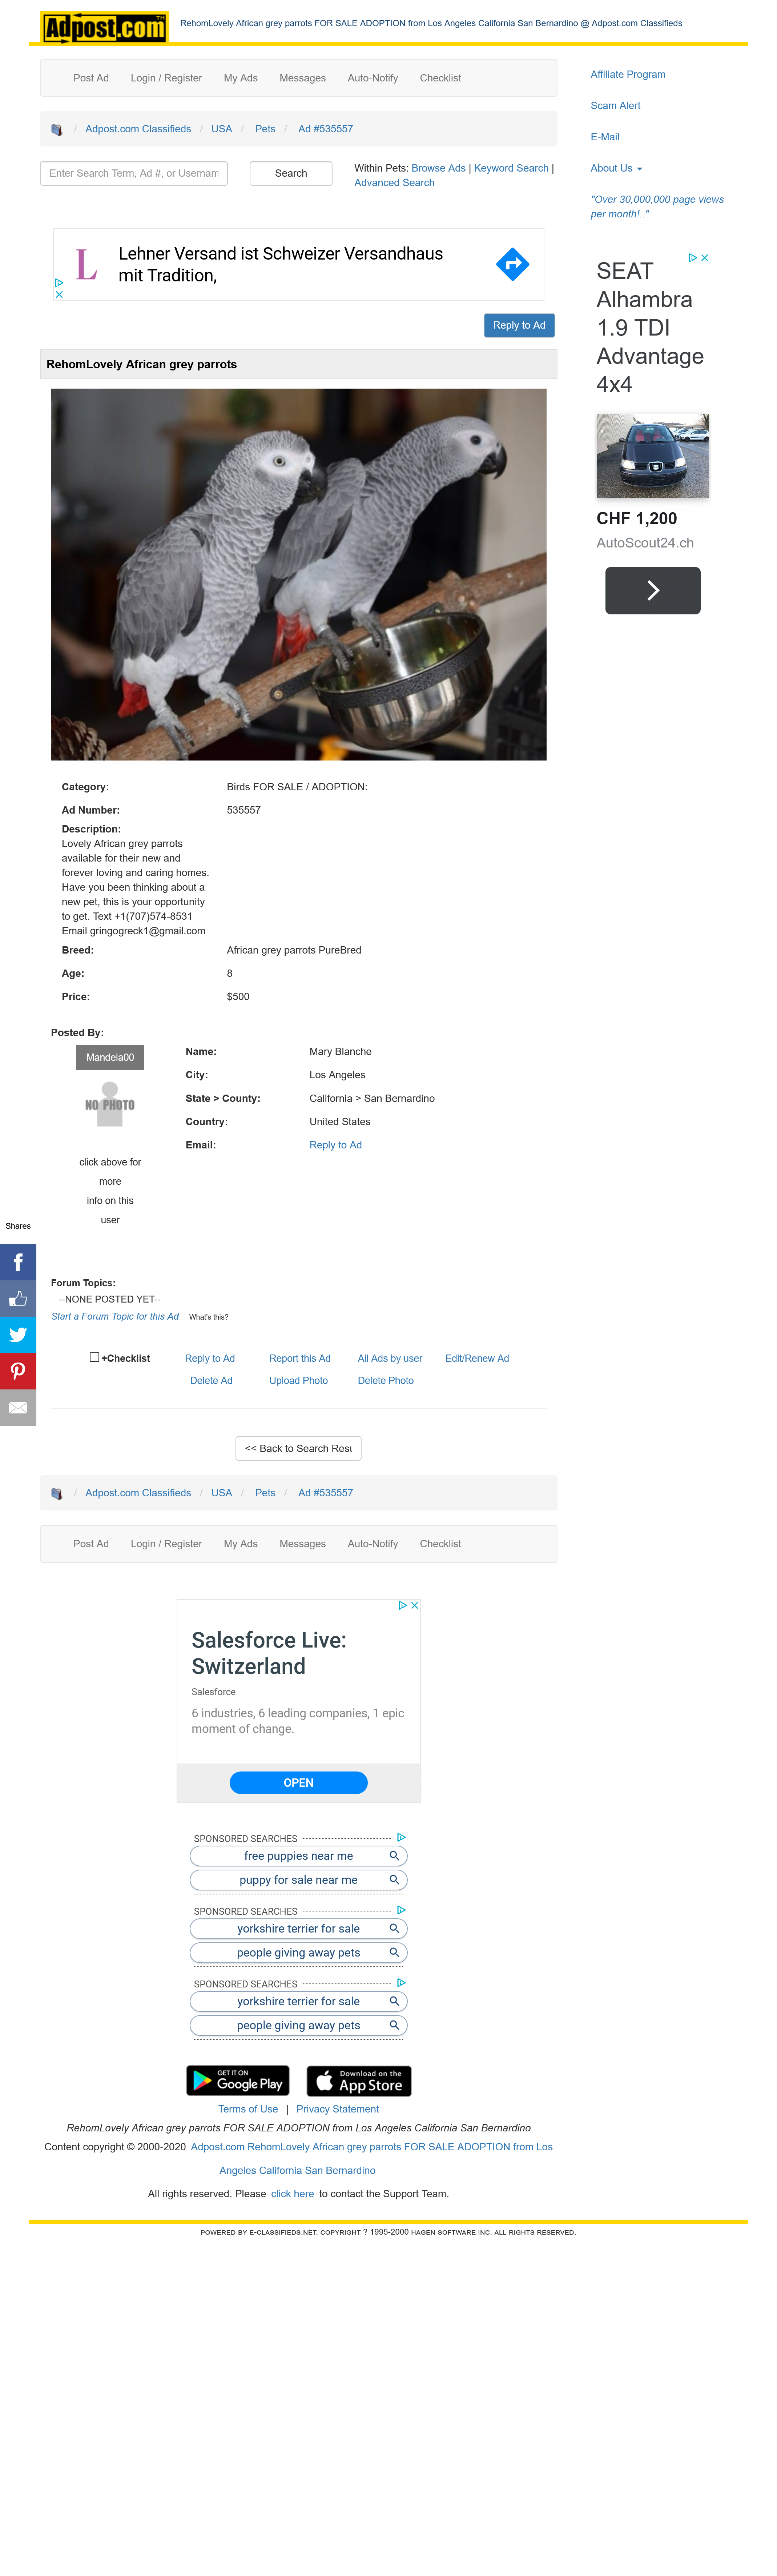 Adpost.com TM
RehomLovely African grey parrots FOR SALE ADOPTION from Los Angeles California San Bernardino @ Adpost.com Classifieds
Post Ad Login / Register My Ads Messages Auto-Notify Checklist
/ Adpost.com Classifieds / USA / Pets / Ad #535557
Enter Search Term, Ad #, or Usernam
Search
Within Pets: Browse Ads | Keyword Search |
Advanced Search
Affiliate Program
Scam Alert
E-Mail
About Us
"Over 30,000,000 page views
per month!.."
L
Lehner Versand ist Schweizer Versandhaus
mit Tradition,
Reply to Ad
SEAT
Alhambra
1.9 TDI
Advantage
4x4
CHF 1,200
AutoScout24.ch
RehomLovely African grey parrots
Category: Birds FOR SALE / ADOPTION:
Ad Number: 535557
Description:
Lovely African grey parrots
available for their new and
forever loving and caring homes.
Have you been thinking about a
new pet, this is your opportunity
to get. Text +1(707)574-8531
Email gringogreck1@gmail.com
Breed: African grey parrots PureBred
Age: 8
Price: $500
Posted By:
Mandela00
NO PHOTO
click above for
more
info on this
user
Name: Mary Blanche
City: Los Angeles
State > County: California > San Bernardino
Country: United States
Email: Reply to Ad
Shares
Forum Topics:
--NONE POSTED YET--
Start a Forum Topic for this Ad What's this?
+Checklist Reply to Ad Report this Ad All Ads by user Edit/Renew Ad
Delete Ad Upload Photo Delete Photo
<< Back to Search Resu
/ Adpost.com Classifieds / USA / Pets / Ad #535557
Post Ad Login / Register My Ads Messages Auto-Notify Checklist
Salesforce Live:
Switzerland
Salesforce
6 industries, 6 leading companies, 1 epic
moment of change.
OPEN
SPONSORED SEARCHES
free puppies near me
puppy for sale near me
SPONSORED SEARCHES
yorkshire terrier for sale
people giving away pets
SPONSORED SEARCHES
yorkshire terrier for sale
people giving away pets
GET IT ON
Google Play
Download on the
App Store
Terms of Use | Privacy Statement
RehomLovely African grey parrots FOR SALE ADOPTION from Los Angeles California San Bernardino
Content copyright © 2000-2020 Adpost.com RehomLovely African grey parrots FOR SALE ADOPTION from Los
Angeles California San Bernardino
All rights reserved. Please click here to contact the Support Team.
POWERED BY E-CLASSIFIEDS.NET. COPYRIGHT ? 1995-2000 HAGEN SOFTWARE INC. ALL RIGHTS RESERVED.